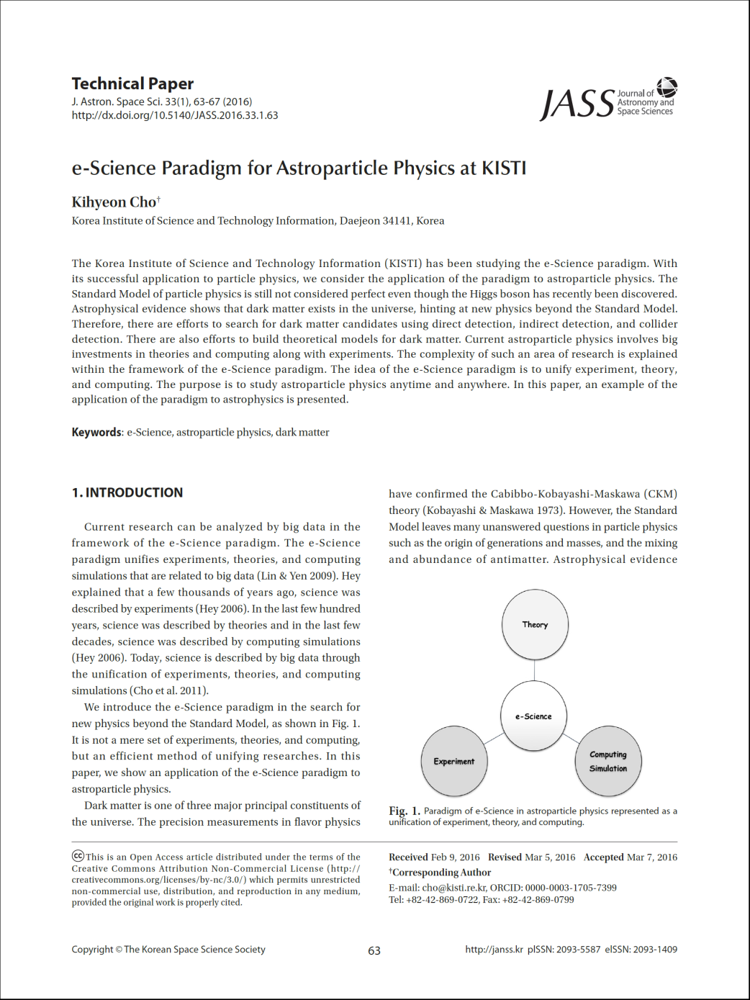 Technical Paper
J. Astron. Space Sci. 33(1), 63-67 (2016)
http://dx.doi.org/10.5140/JASS.2016.33.1.63
JASS Journal of
Astronomy and
Space Sciences
e-Science Paradigm for Astroparticle Physics at KISTI
Kihyeon Cho†
Korea Institute of Science and Technology Information, Daejeon 34141, Korea
The Korea Institute of Science and Technology Information (KISTI) has been studying the e-Science paradigm. With
its successful application to particle physics, we consider the application of the paradigm to astroparticle physics. The
Standard Model of particle physics is still not considered perfect even though the Higgs boson has recently been discovered.
Astrophysical evidence shows that dark matter exists in the universe, hinting at new physics beyond the Standard Model.
Therefore, there are efforts to search for dark matter candidates using direct detection, indirect detection, and collider
detection. There are also efforts to build theoretical models for dark matter. Current astroparticle physics involves big
investments in theories and computing along with experiments. The complexity of such an area of research is explained
within the framework of the e-Science paradigm. The idea of the e-Science paradigm is to unify experiment, theory,
and computing. The purpose is to study astroparticle physics anytime and anywhere. In this paper, an example of the
application of the paradigm to astrophysics is presented.
Keywords: e-Science, astroparticle physics, dark matter
1. INTRODUCTION
Current research can be analyzed by big data in the
framework of the e-Science paradigm. The e-Science
paradigm unifies experiments, theories, and computing
simulations that are related to big data (Lin & Yen 2009). Hey
explained that a few thousands of years ago, science was
described by experiments (Hey 2006). In the last few hundred
years, science was described by theories and in the last few
decades, science was described by computing simulations
(Hey 2006). Today, science is described by big data through
the unification of experiments, theories, and computing
simulations (Cho et al. 2011).
We introduce the e-Science paradigm in the search for
new physics beyond the Standard Model, as shown in Fig. 1.
It is not a mere set of experiments, theories, and computing,
but an efficient method of unifying researches. In this
paper, we show an application of the e-Science paradigm to
astroparticle physics.
Dark matter is one of three major principal constituents of
the universe. The precision measurements in flavor physics
have confirmed the Cabibbo-Kobayashi-Maskawa (CKM)
theory (Kobayashi & Maskawa 1973). However, the Standard
Model leaves many unanswered questions in particle physics
such as the origin of generations and masses, and the mixing
and abundance of antimatter. Astrophysical evidence
Theory
e-Science
Experiment
Computing
Simulation
Fig. 1. Paradigm of e-Science in astroparticle physics represented as a
unification of experiment, theory, and computing.
cc This is an Open Access article distributed under the terms of the
Creative Commons Attribution Non-Commercial License (http://
creativecommons.org/licenses/by-nc/3.0/) which permits unrestricted
non-commercial use, distribution, and reproduction in any medium,
provided the original work is properly cited.
Received Feb 9, 2016 Revised Mar 5, 2016 Accepted Mar 7, 2016
†Corresponding Author
E-mail: cho@kisti.re.kr, ORCID: 0000-0003-1705-7399
Tel: +82-42-869-0722, Fax: +82-42-869-0799
Copyright © The Korean Space Science Society
63
http://janss.kr pISSN: 2093-5587 eISSN: 2093-1409